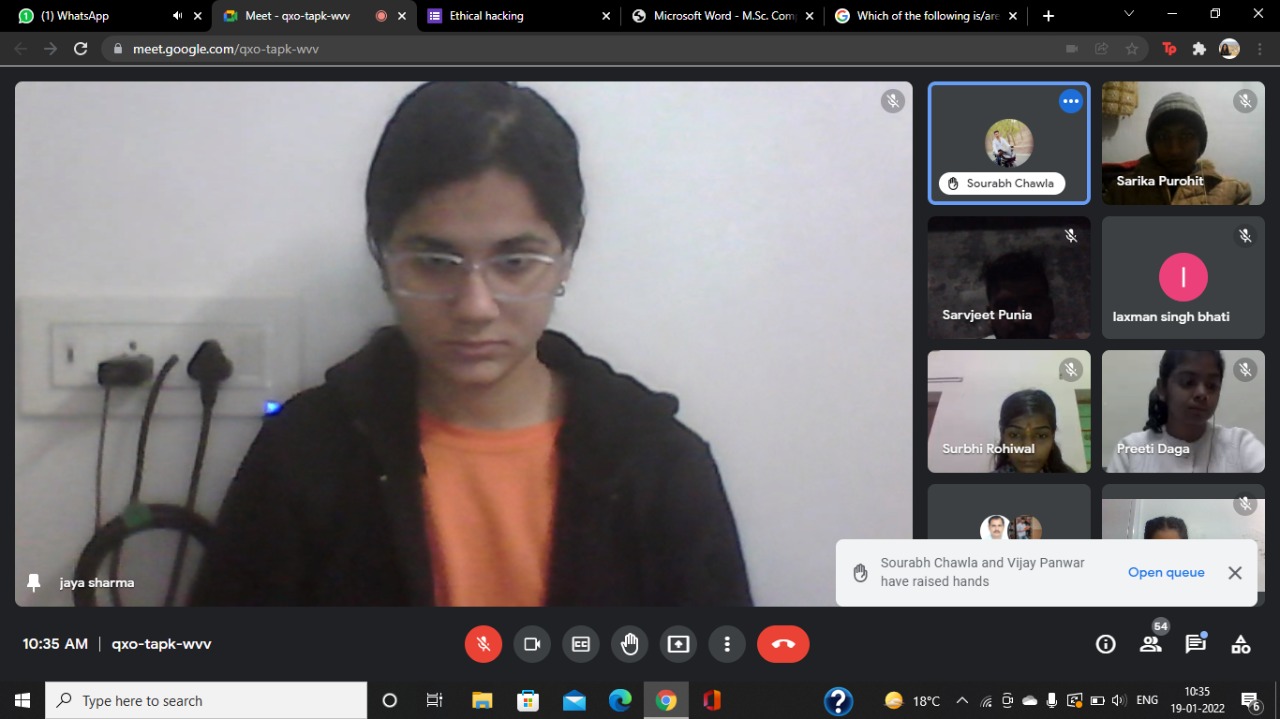 (1) WhatsApp
Meet - qxo-tapk-wvv
Ethical hacking
Microsoft Word - M.Sc. Com
Which of the following is/are
meet.google.com/qxo-tapk-wvv
Tp
Sourabh Chawla
Sarika Purohit
Sarvjeet Punia
l
laxman singh bhati
Surbhi Rohiwal
Preeti Daga
jaya sharma
Sourabh Chawla and Vijay Panwar
have raised hands
Open queue
10:35 AM | qxo-tapk-wvv
CC
54
Type here to search
18°C
ENG
10:35
19-01-2022
6